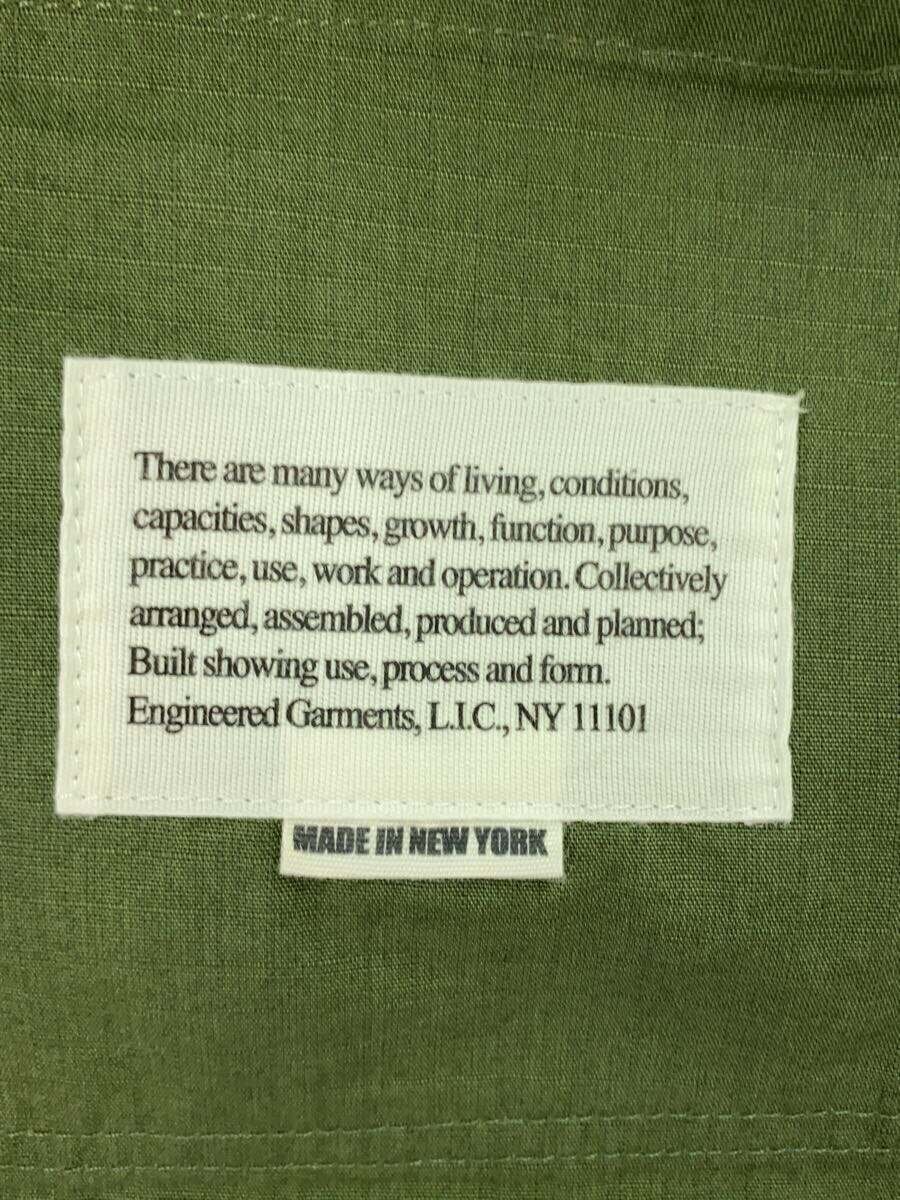 There are many ways of living, conditions,
capacities, shapes, growth, function, purpose,
practice, use, work and operation. Collectively
arranged, assembled, produced and planned;
Built showing use, process and form.
Engineered Garments, L.I.C., NY 11101
MADE IN NEW YORK